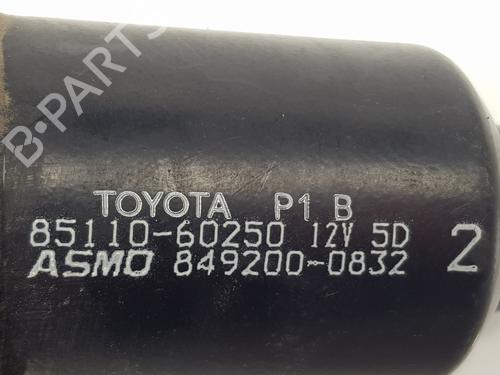 B-PARTS
TOYOTA P1 B
85110-60250 12V 5D
ASMO 849200-0832
2